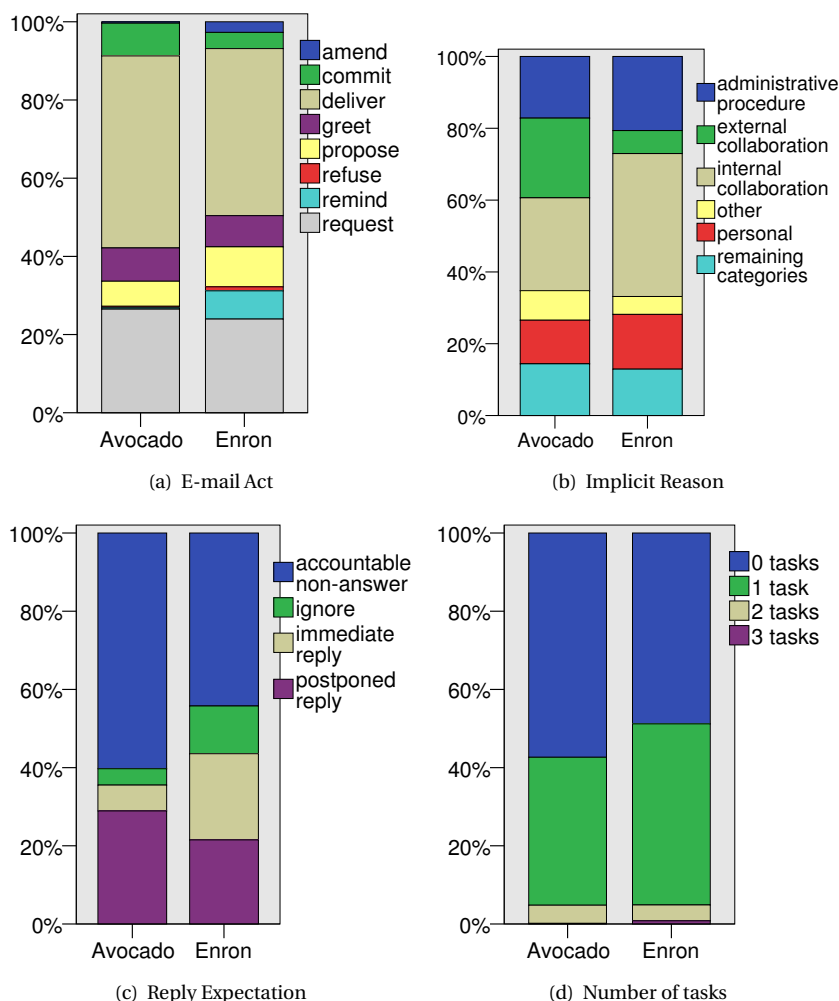 100%
80%
60%
40%
20%
0%
amend
commit
deliver
greet
propose
refuse
remind
request
Avocado Enron
(a) E-mail Act
100%
80%
60%
40%
20%
0%
administrative
procedure
external
collaboration
internal
collaboration
other
personal
remaining
categories
Avocado Enron
(b) Implicit Reason
100%
80%
60%
40%
20%
0%
accountable
non-answer
ignore
immediate
reply
postponed
reply
Avocado Enron
(c) Reply Expectation
100%
80%
60%
40%
20%
0%
0 tasks
1 task
2 tasks
3 tasks
Avocado Enron
(d) Number of tasks